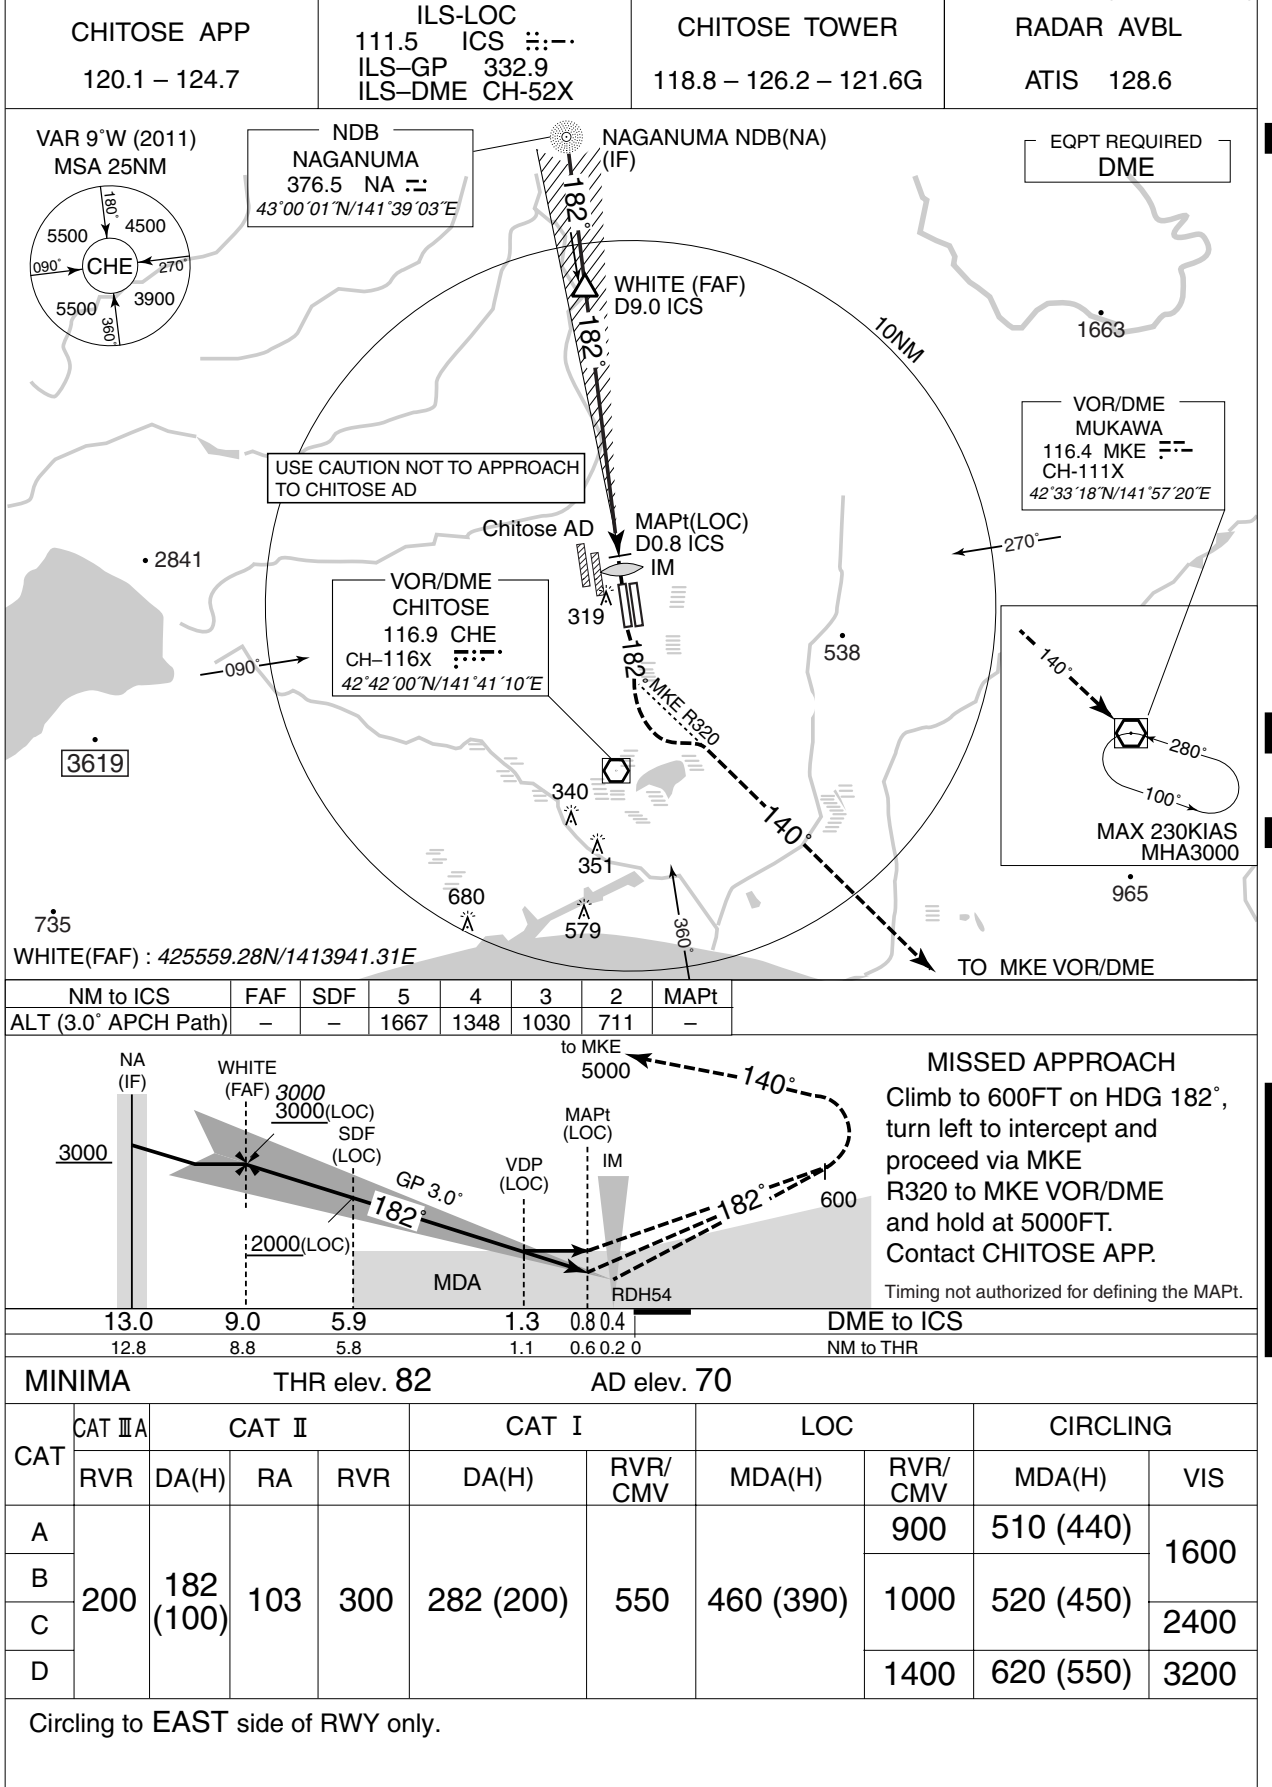 CHITOSE APP
120.1 – 124.7
ILS-LOC
111.5 ICS
ILS–GP 332.9
ILS–DME CH-52X
CHITOSE TOWER
118.8 – 126.2 – 121.6G
RADAR AVBL
ATIS 128.6
VAR 9°W (2011)
MSA 25NM
180°
5500
4500
090°
CHE
270°
5500
3900
360°
NDB
NAGANUMA
376.5 NA
43°00´01˝N/141°39´03˝E
NAGANUMA NDB(NA)
(IF)
EQPT REQUIRED
DME
182°
WHITE (FAF)
D9.0 ICS
182°
10NM
1663
VOR/DME
MUKAWA
116.4 MKE
CH-111X
42°33´18˝N/141°57´20˝E
USE CAUTION NOT TO APPROACH
TO CHITOSE AD
Chitose AD
MAPt(LOC)
D0.8 ICS
IM
270°
2841
VOR/DME
CHITOSE
116.9 CHE
CH–116X
42°42´00˝N/141°41´10˝E
319
2
538
090°
182°
MKE R320
140°
280°
100°
MAX 230KIAS
MHA3000
3619
340
351
140°
965
680
579
360°
735
WHITE(FAF) : 425559.28N/1413941.31E
TO MKE VOR/DME
NM to ICS FAF SDF 5 4 3 2 MAPt
ALT (3.0° APCH Path) – – 1667 1348 1030 711 –
NA
(IF)
WHITE
(FAF)
3000
3000(LOC)
SDF
(LOC)
3000
GP 3.0°
182°
2000(LOC)
MDA
VDP
(LOC)
MAPt
(LOC)
IM
to MKE
5000
140°
182°
600
RDH54
MISSED APPROACH
Climb to 600FT on HDG 182°,
turn left to intercept and
proceed via MKE
R320 to MKE VOR/DME
and hold at 5000FT.
Contact CHITOSE APP.
Timing not authorized for defining the MAPt.
13.0 9.0 5.9 1.3 0.8 0.4 DME to ICS
12.8 8.8 5.8 1.1 0.6 0.2 0 NM to THR
MINIMA THR elev. 82 AD elev. 70
CAT CAT ⅢA CAT Ⅱ CAT Ⅰ LOC CIRCLING
RVR DA(H) RA RVR DA(H) RVR/CMV MDA(H) RVR/CMV MDA(H) VIS
A 900 510 (440) 1600
B 200 182 (100) 103 300 282 (200) 550 460 (390) 1000 520 (450)
C 2400
D 1400 620 (550) 3200
Circling to EAST side of RWY only.